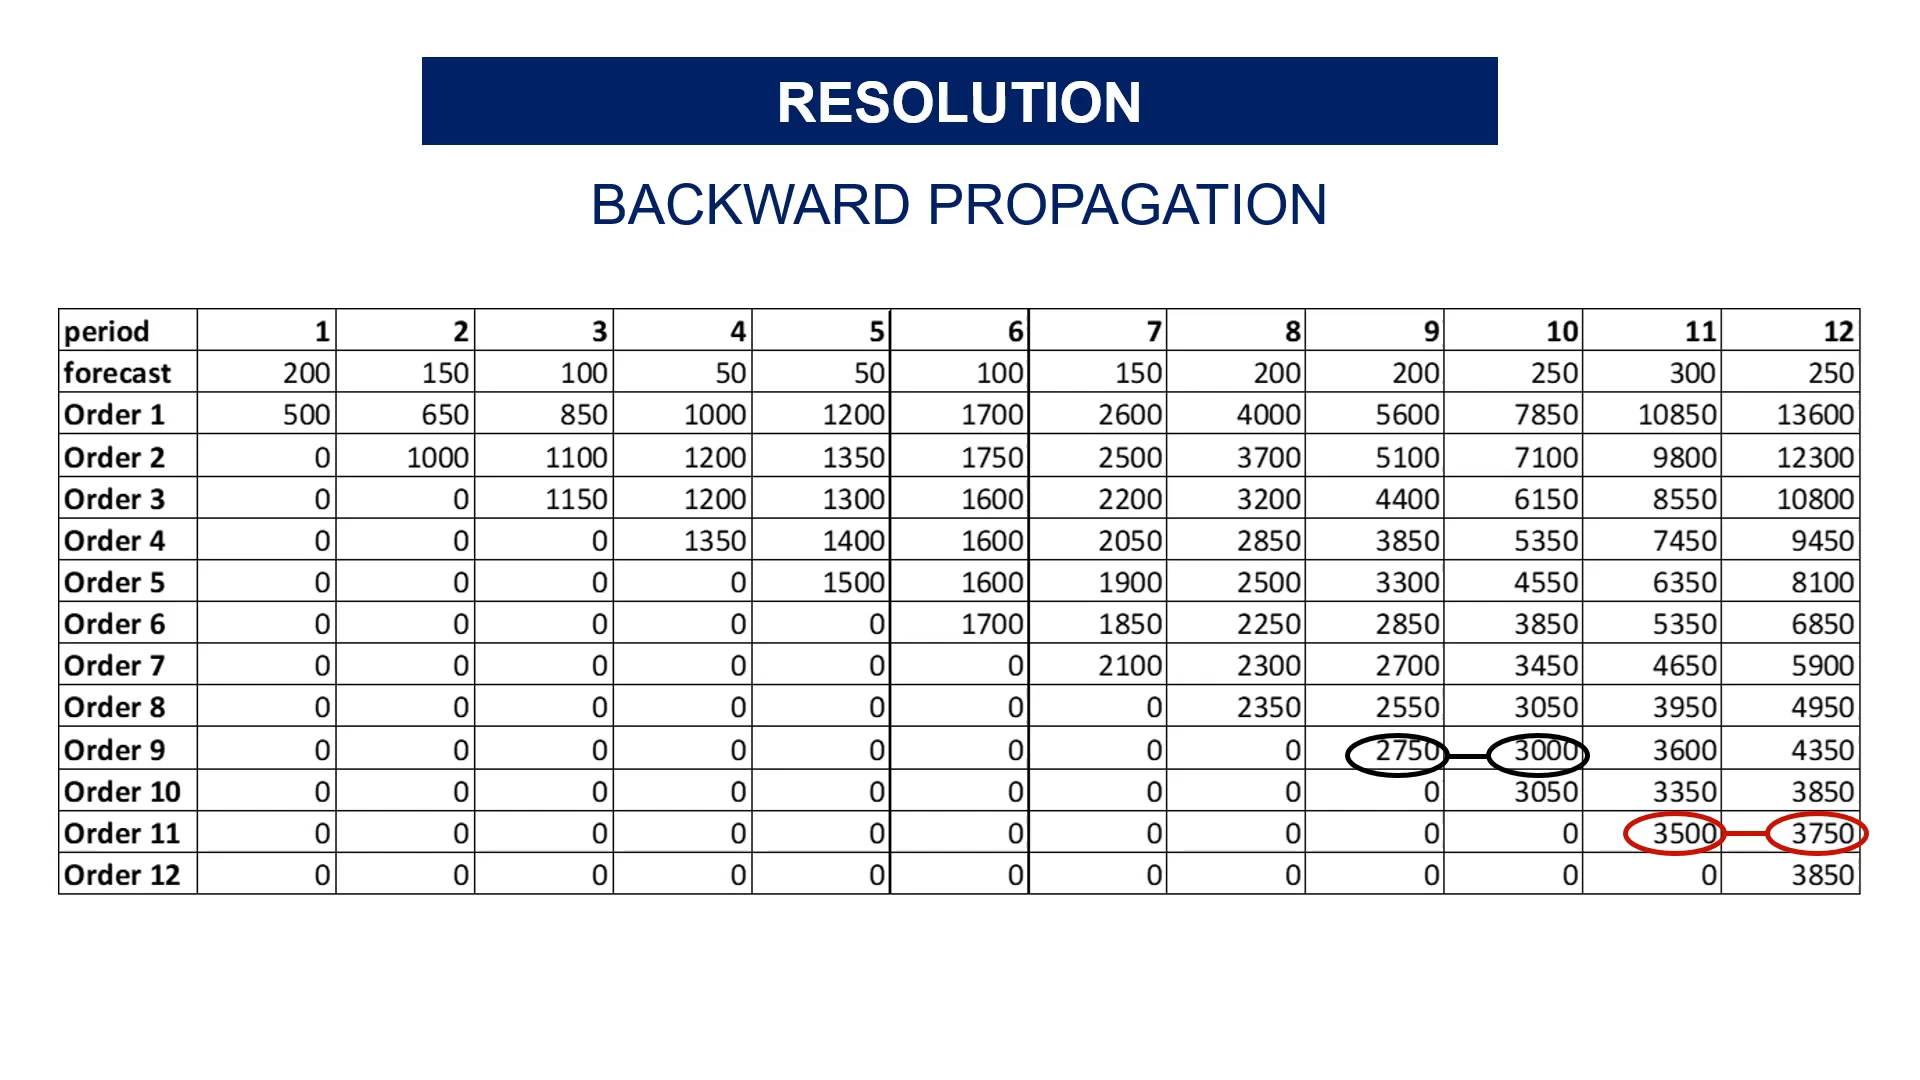 RESOLUTION
BACKWARD PROPAGATION
period 1 2 3 4 5 6 7 8 9 10 11 12
forecast 200 150 100 50 50 100 150 200 200 250 300 250
Order 1 500 650 850 1000 1200 1700 2600 4000 5600 7850 10850 13600
Order 2 0 1000 1100 1200 1350 1750 2500 3700 5100 7100 9800 12300
Order 3 0 0 1150 1200 1300 1600 2200 3200 4400 6150 8550 10800
Order 4 0 0 0 1350 1400 1600 2050 2850 3850 5350 7450 9450
Order 5 0 0 0 0 1500 1600 1900 2500 3300 4550 6350 8100
Order 6 0 0 0 0 0 1700 1850 2250 2850 3850 5350 6850
Order 7 0 0 0 0 0 0 2100 2300 2700 3450 4650 5900
Order 8 0 0 0 0 0 0 0 2350 2550 3050 3950 4950
Order 9 0 0 0 0 0 0 0 0 2750 3000 3600 4350
Order 10 0 0 0 0 0 0 0 0 0 3050 3350 3850
Order 11 0 0 0 0 0 0 0 0 0 0 3500 3750
Order 12 0 0 0 0 0 0 0 0 0 0 0 3850